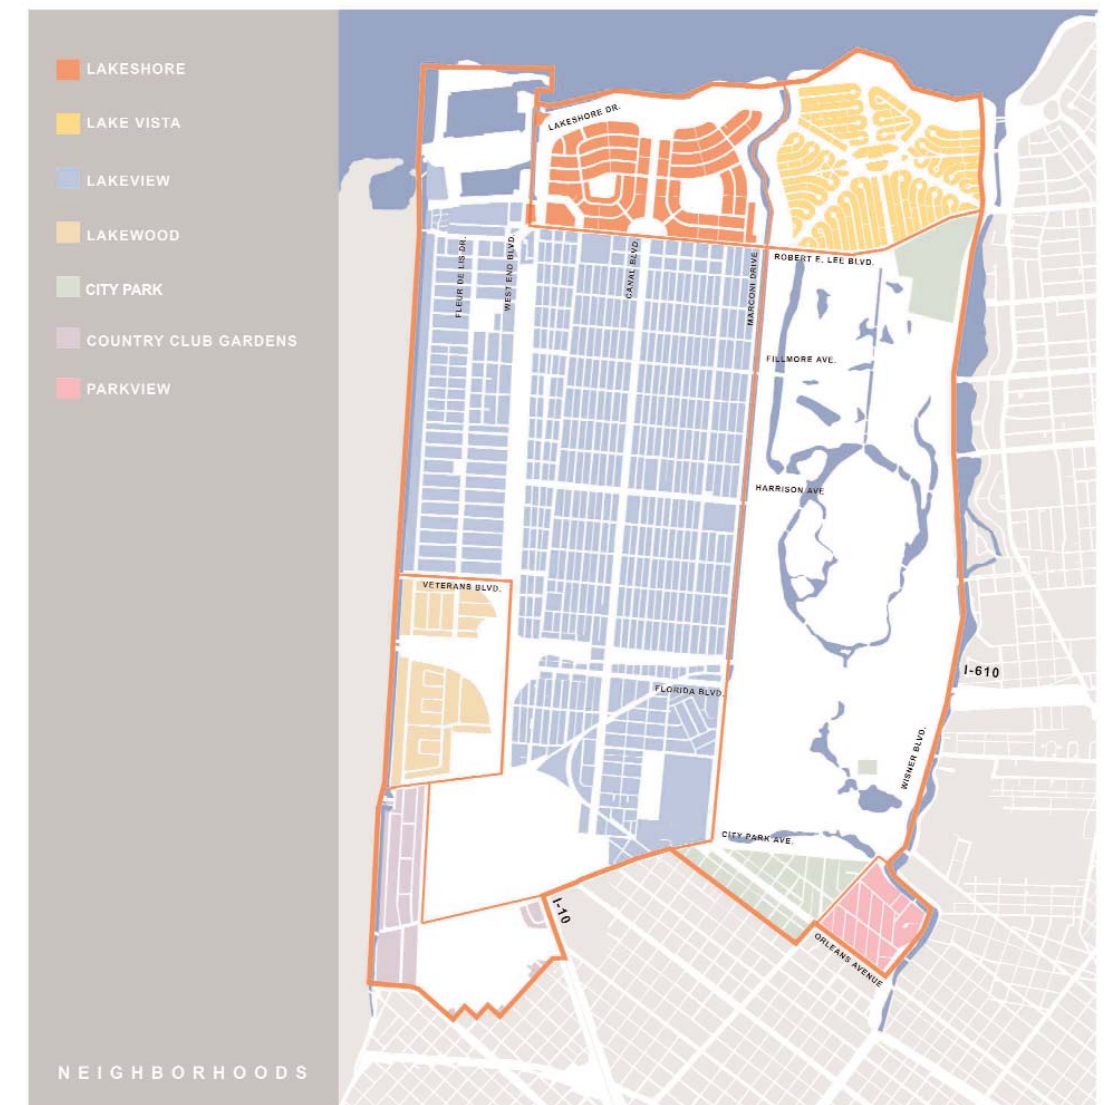 LAKESHORE
LAKE VISTA
LAKEVIEW
LAKEWOOD
CITY PARK
COUNTRY CLUB GARDENS
PARKVIEW
NEIGHBORHOODS
LAKESHORE DR.
ROBERT E. LEE BLVD.
FLEUR DE LIS DR.
WEST END BLVD.
CANAL BLVD.
MARCONI DRIVE
FILLMORE AVE.
HARRISON AVE
VETERANS BLVD.
I-610
FLORIDA BLVD.
WISNER BLVD.
CITY PARK AVE.
I-10
ORLEANS AVENUE